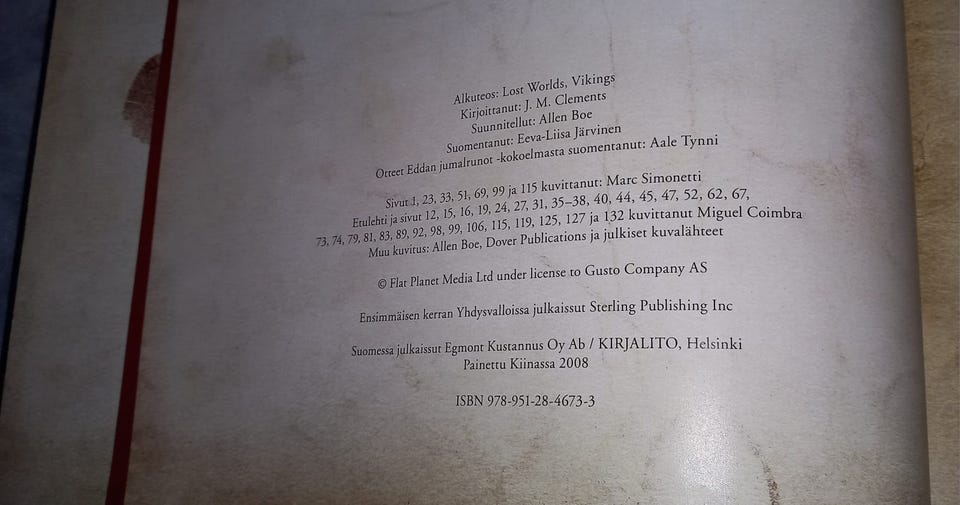 Alkuteos: Lost Worlds, Vikings
Kirjoittanut: J. M. Clements
Suunnitellut: Allen Boe
Suomentanut: Eeva-Liisa Järvinen
Otteet Eddan jumalrunot -kokoelmasta suomentanut: Aale Tynni
Sivut 1, 23, 33, 51, 69, 99 ja 115 kuvittanut: Marc Simonetti
Etulehti ja sivut 12, 15, 16, 19, 24, 27, 31, 35–38, 40, 44, 45, 47, 52, 62, 67,
73, 74, 79, 81, 83, 89, 92, 98, 99, 106, 115, 119, 125, 127 ja 132 kuvittanut Miguel Coimbra
Muu kuvitus: Allen Boe, Dover Publications ja julkiset kuvalähteet
© Flat Planet Media Ltd under license to Gusto Company AS
Ensimmäisen kerran Yhdysvalloissa julkaissut Sterling Publishing Inc
Suomessa julkaissut Egmont Kustannus Oy Ab / KIRJALITO, Helsinki
Painettu Kiinassa 2008
ISBN 978-951-28-4673-3